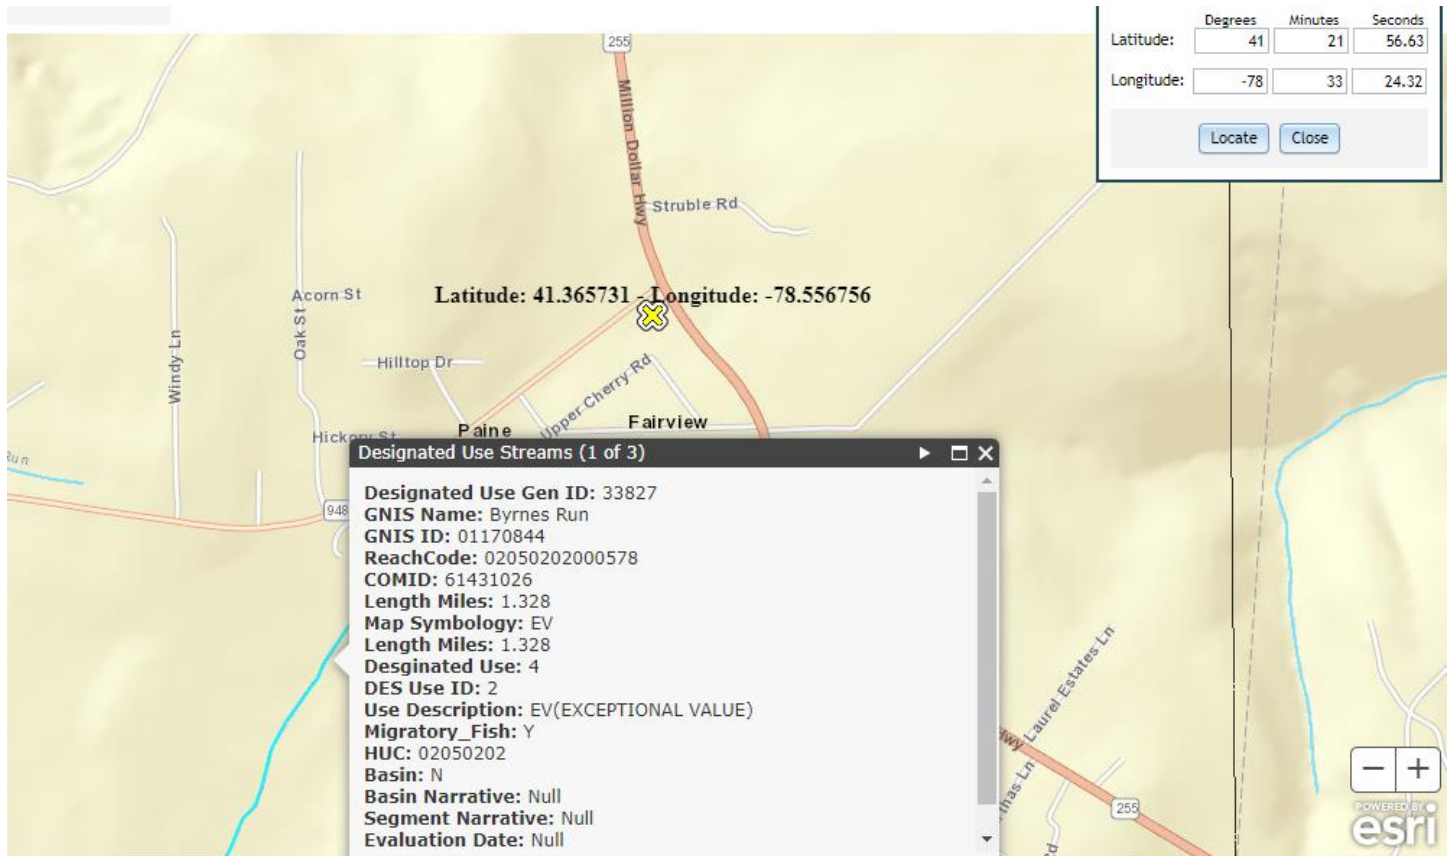 Degrees Minutes Seconds
Latitude: 41 21 56.63
Longitude: -78 33 24.32
Locate Close
255
Million Dollar Hwy
Struble Rd
Acorn St
Latitude: 41.365731 - Longitude: -78.556756
Oak St
Windy Ln
Hilltop Dr
Upper Cherry Rd
Fairview
Paine
Hickory St
Run
948
Designated Use Streams (1 of 3)
Designated Use Gen ID: 33827
GNIS Name: Byrnes Run
GNIS ID: 01170844
ReachCode: 02050202000578
COMID: 61431026
Length Miles: 1.328
Map Symbology: EV
Length Miles: 1.328
Desginated Use: 4
DES Use ID: 2
Use Description: EV(EXCEPTIONAL VALUE)
Migratory_Fish: Y
HUC: 02050202
Basin: N
Basin Narrative: Null
Segment Narrative: Null
Evaluation Date: Null
Laurel Estates Ln
Hwy
255
POWERED BY
esri